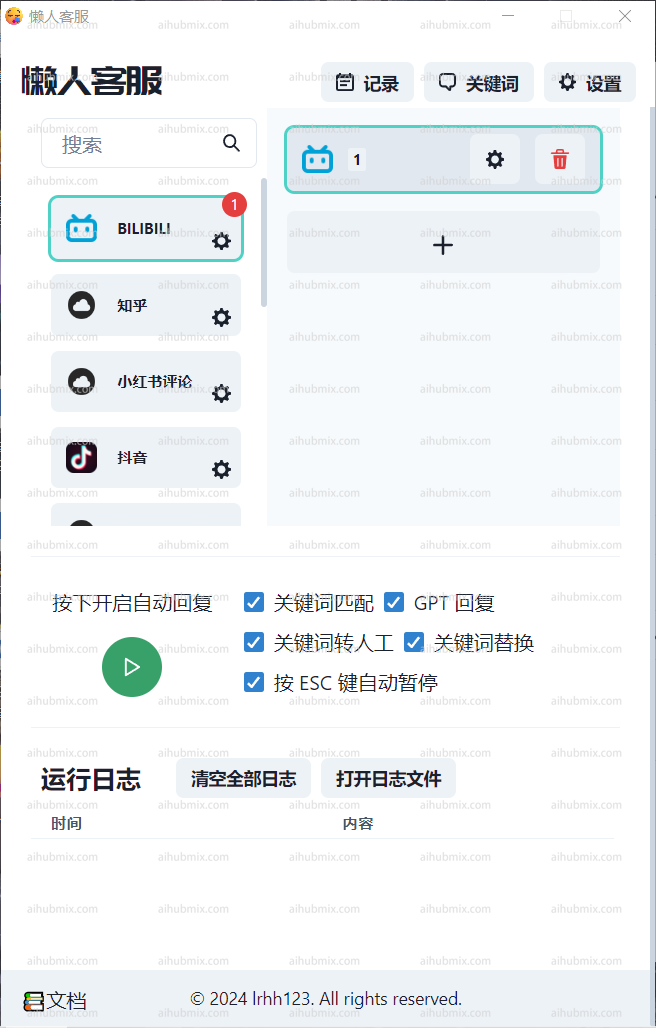 懒人客服
懒人客服
记录
关键词
设置
搜索
1
BILIBILI
1
知乎
小红书评论
抖音
按下开启自动回复
关键词匹配
GPT 回复
关键词转人工
关键词替换
按 ESC 键自动暂停
运行日志
清空全部日志
打开日志文件
时间
内容
文档
© 2024 lrhh123. All rights reserved.
aihubmix.com